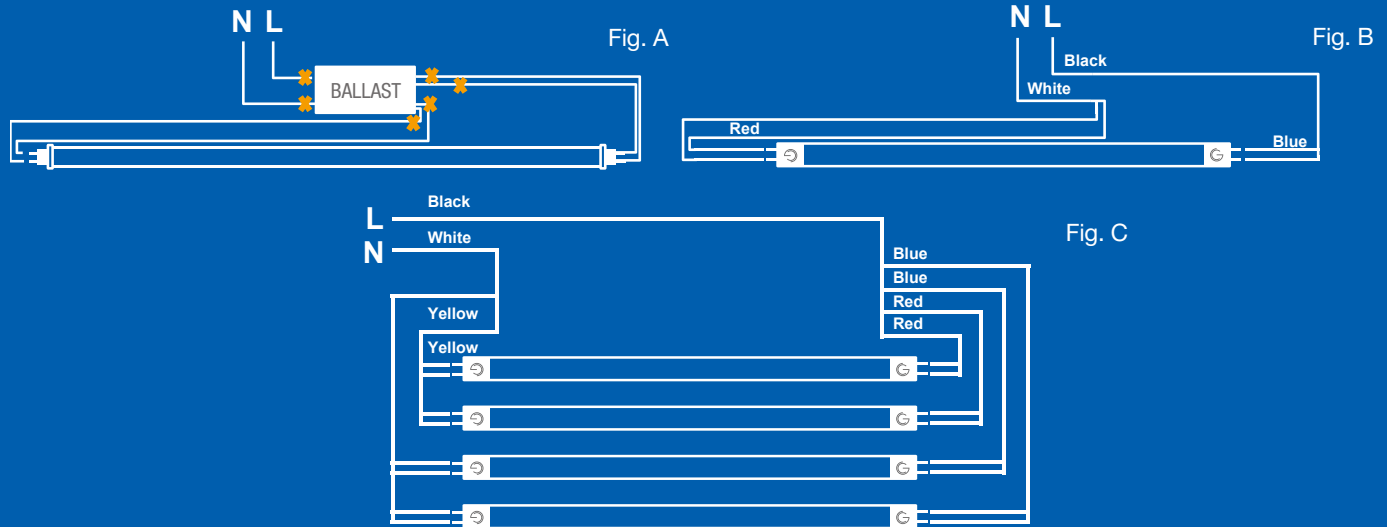 N L
Fig. A
BALLAST
N L
Fig. B
Black
White
Red
Blue
L
Black
Fig. C
N
White
Blue
Blue
Yellow
Red
Red
Yellow